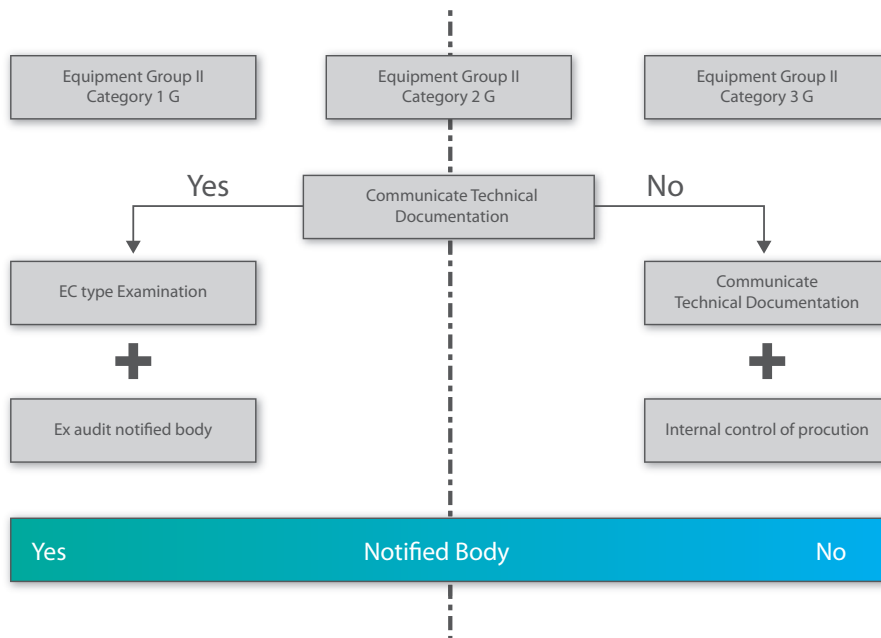 Equipment Group II
Category 1 G
Equipment Group II
Category 2 G
Equipment Group II
Category 3 G
Yes
Communicate Technical
Documentation
No
EC type Examination
Communicate
Technical Documentation
Ex audit notified body
Internal control of procution
Yes
Notified Body
No